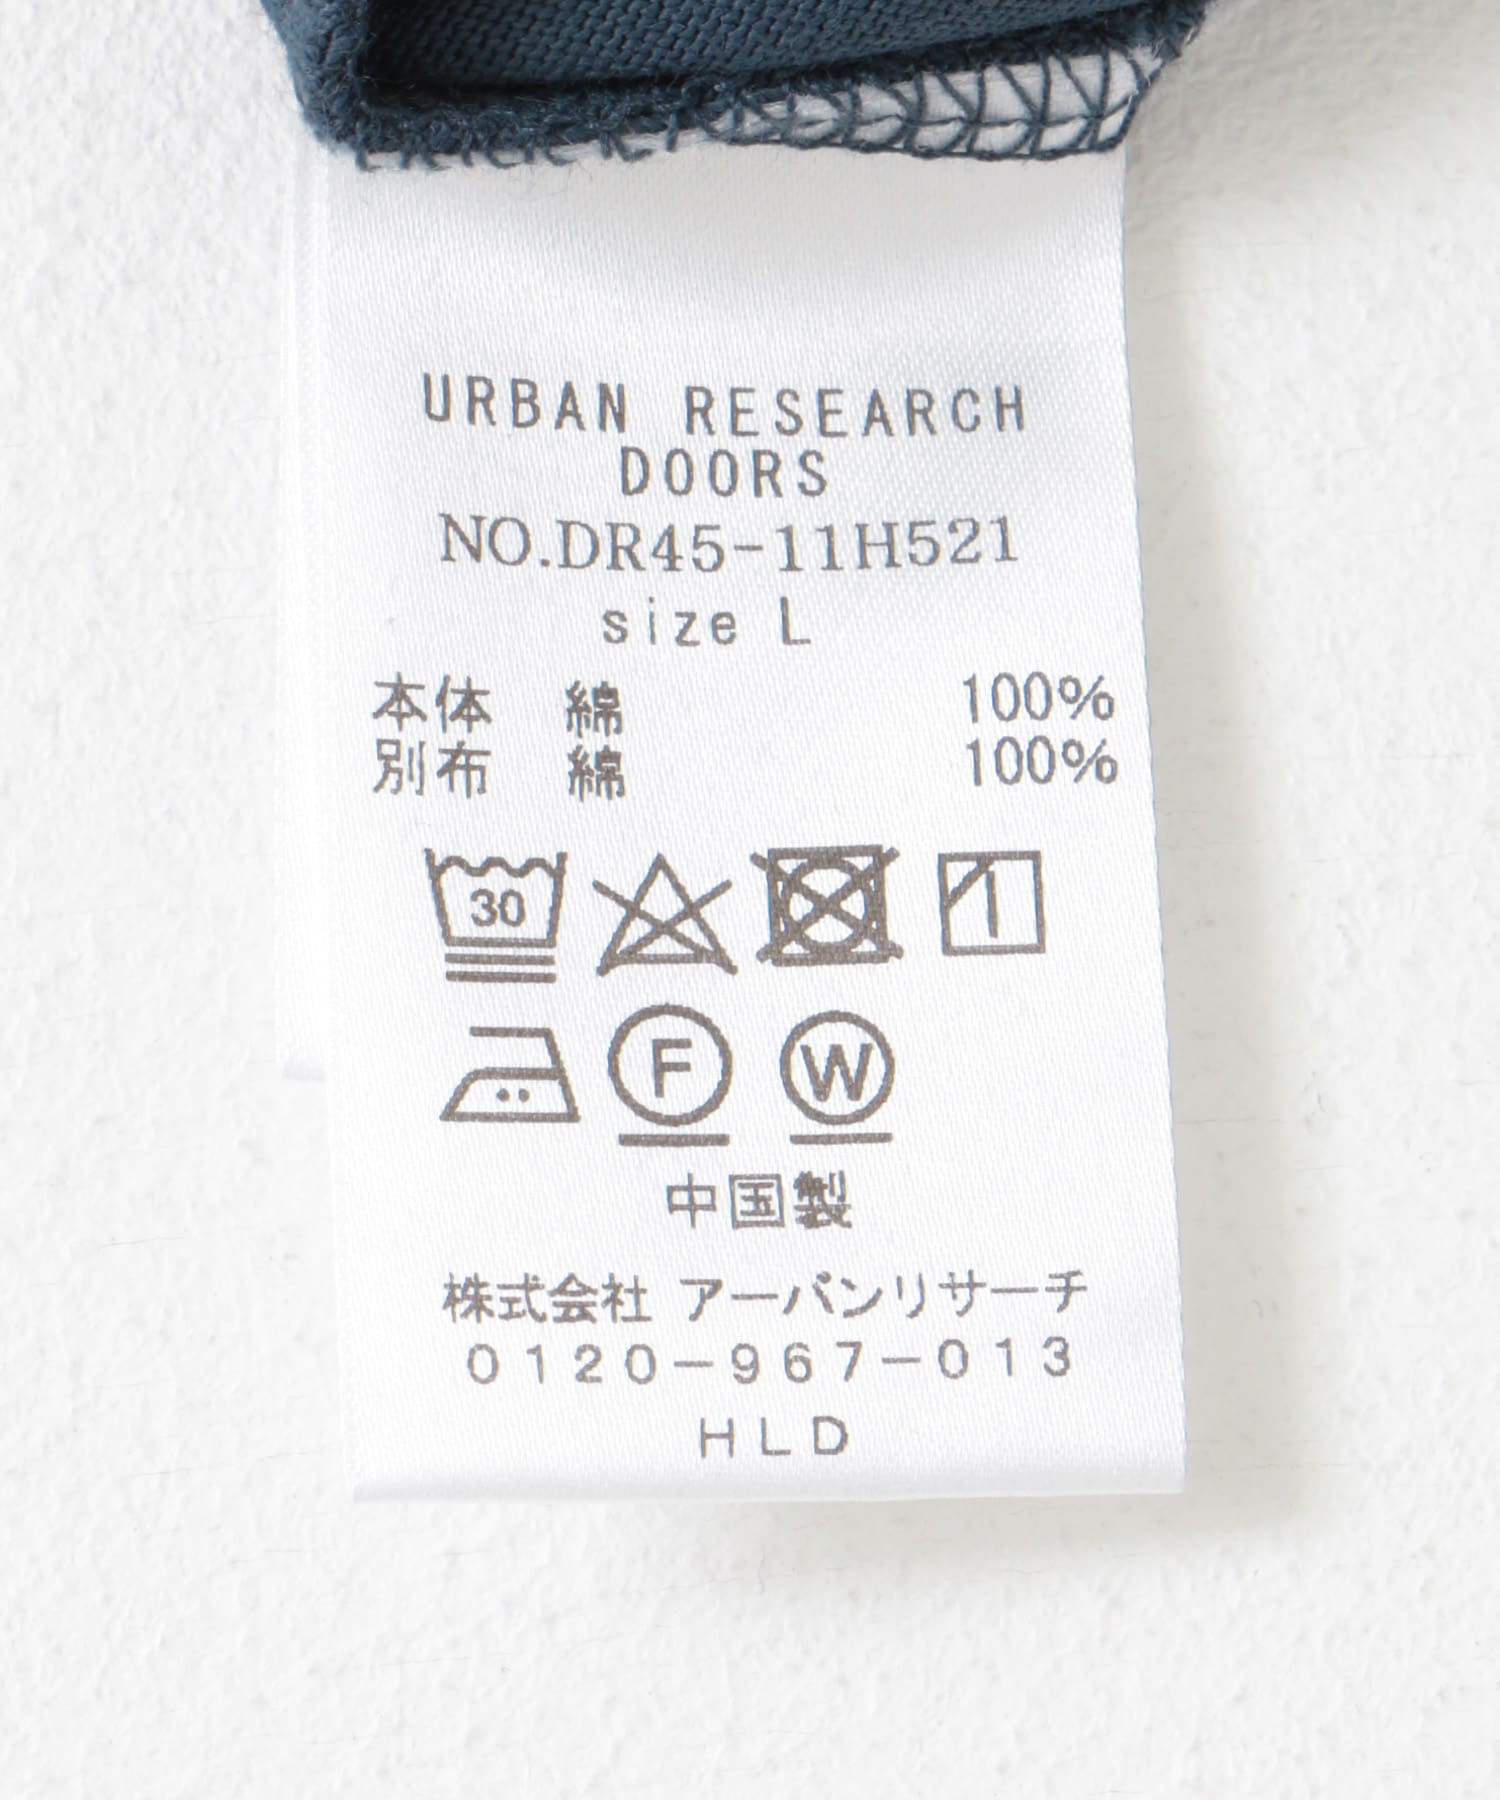 URBAN RESEARCH
DOORS
NO.DR45-11H521
size L
本体 綿 100%
別布 綿 100%
30
F W
中国製
株式会社 アーバンリサーチ
0120-967-013
HLD